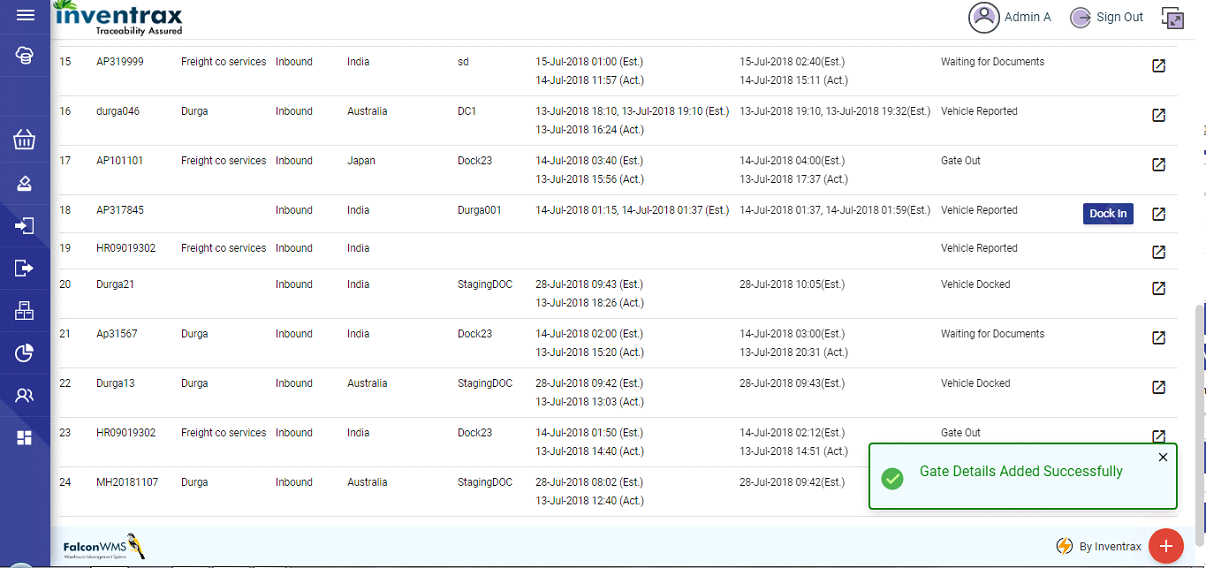 inventrax
Traceability Assured
Admin A
Sign Out
15 AP319999 Freight co services Inbound India sd 15-Jul-2018 01:00 (Est.) 15-Jul-2018 02:40(Est.) Waiting for Documents
14-Jul-2018 11:57 (Act.) 14-Jul-2018 15:11 (Act.)
16 durga046 Durga Inbound Australia DC1 13-Jul-2018 18:10, 13-Jul-2018 19:10 (Est.) 13-Jul-2018 19:10, 13-Jul-2018 19:32(Est.) Vehicle Reported
13-Jul-2018 16:24 (Act.)
17 AP101101 Freight co services Inbound Japan Dock23 14-Jul-2018 03:40 (Est.) 14-Jul-2018 04:00(Est.) Gate Out
13-Jul-2018 15:56 (Act.) 13-Jul-2018 17:37 (Act.)
18 AP317845 Inbound India Durga001 14-Jul-2018 01:15, 14-Jul-2018 01:37 (Est.) 14-Jul-2018 01:37, 14-Jul-2018 01:59(Est.) Vehicle Reported Dock In
19 HR09019302 Freight co services Inbound India Vehicle Reported
20 Durga21 Inbound India StagingDOC 28-Jul-2018 09:43 (Est.) 28-Jul-2018 10:05(Est.) Vehicle Docked
13-Jul-2018 18:26 (Act.)
21 Ap31567 Durga Inbound India Dock23 14-Jul-2018 02:00 (Est.) 14-Jul-2018 03:00(Est.) Waiting for Documents
13-Jul-2018 15:20 (Act.) 13-Jul-2018 20:31 (Act.)
22 Durga13 Durga Inbound Australia StagingDOC 28-Jul-2018 09:42 (Est.) 28-Jul-2018 09:43(Est.) Vehicle Docked
13-Jul-2018 13:03 (Act.)
23 HR09019302 Freight co services Inbound India Dock23 14-Jul-2018 01:50 (Est.) 14-Jul-2018 02:12(Est.) Gate Out
13-Jul-2018 14:40 (Act.) 13-Jul-2018 14:51 (Act.)
24 MH20181107 Durga Inbound Australia StagingDOC 28-Jul-2018 08:02 (Est.) 28-Jul-2018 09:42(Est.)
13-Jul-2018 12:40 (Act.)
Gate Details Added Successfully
FalconWMS
Warehouse Management System
By Inventrax